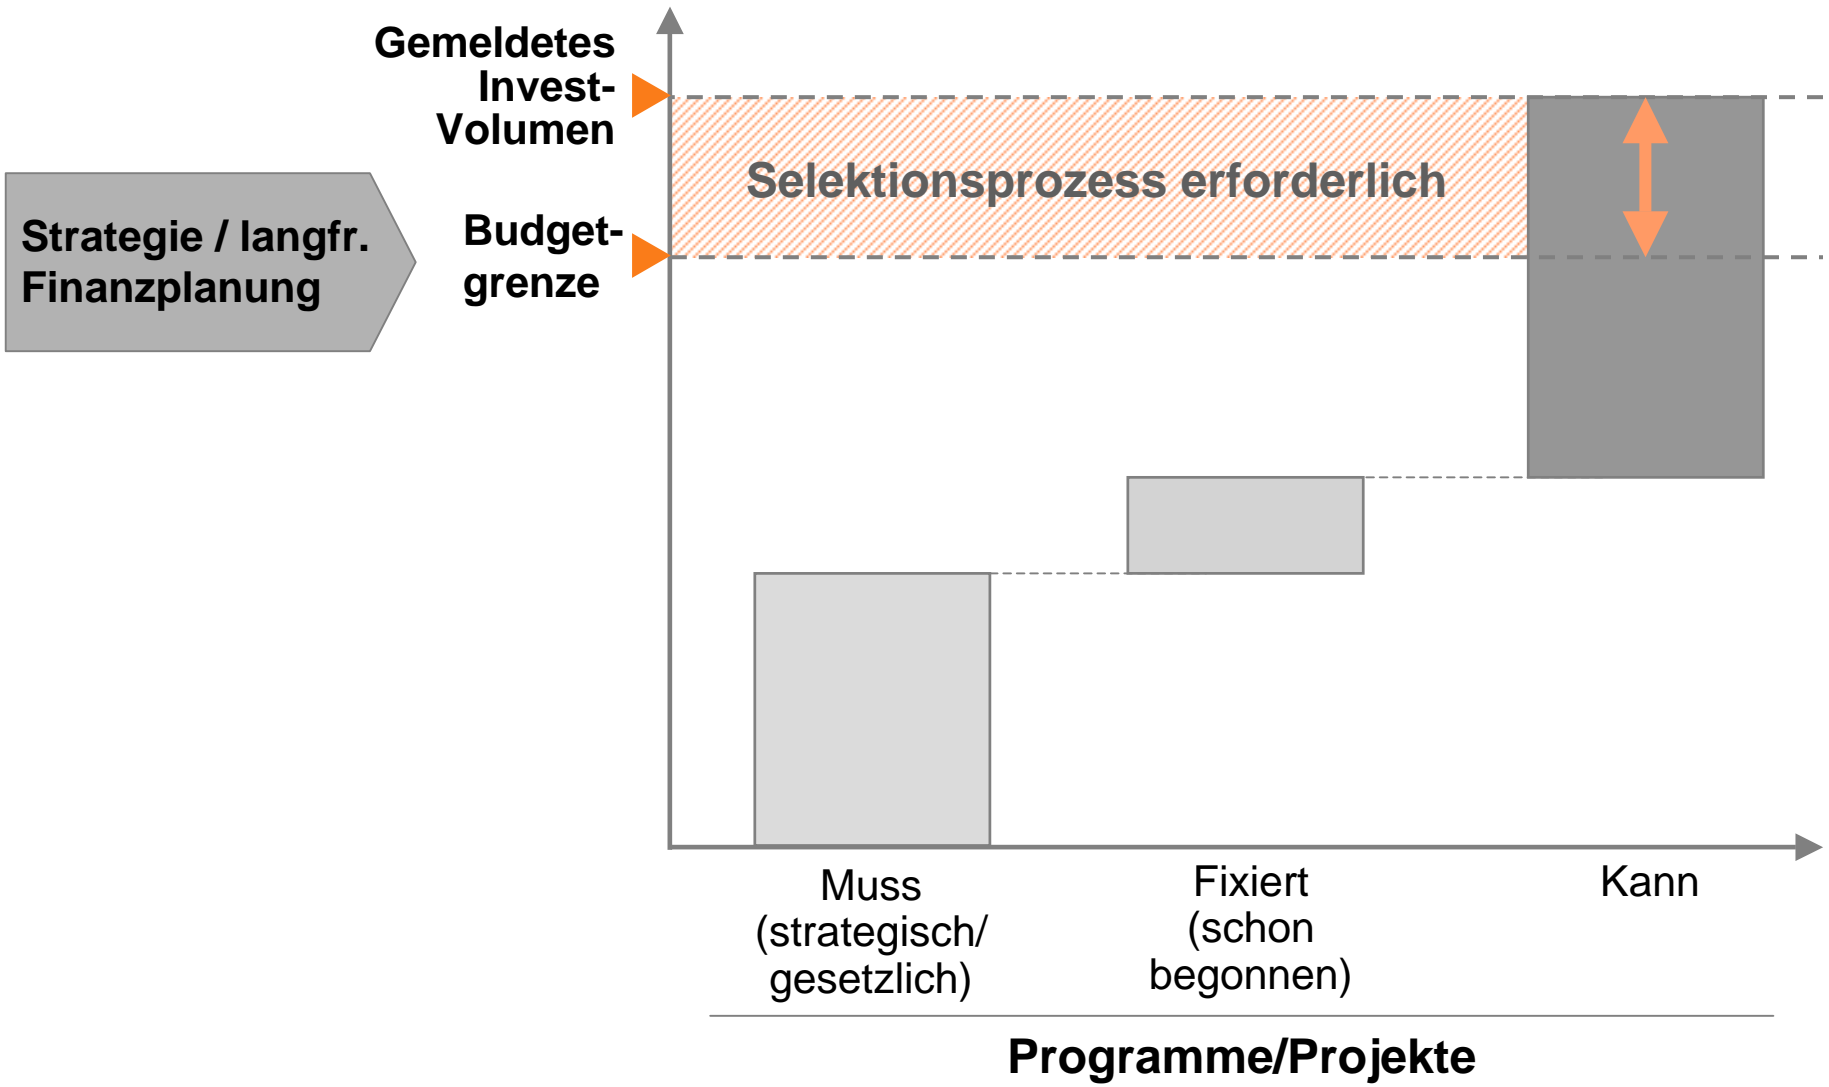 Gemeldetes
Invest-
Volumen
Selektionsprozess erforderlich
Strategie / langfr.
Finanzplanung
Budget-
grenze
Muss
(strategisch/
gesetzlich)
Fixiert
(schon
begonnen)
Kann
Programme/Projekte